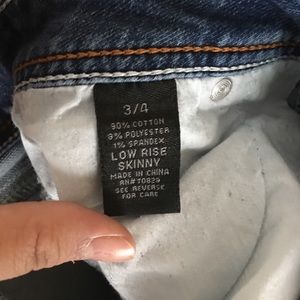 3/4
90% COTTON
9% POLYESTER
1% SPANDEX
LOW RISE
SKINNY
MADE IN CHINA
RN#70829
SEE REVERSE
FOR CARE